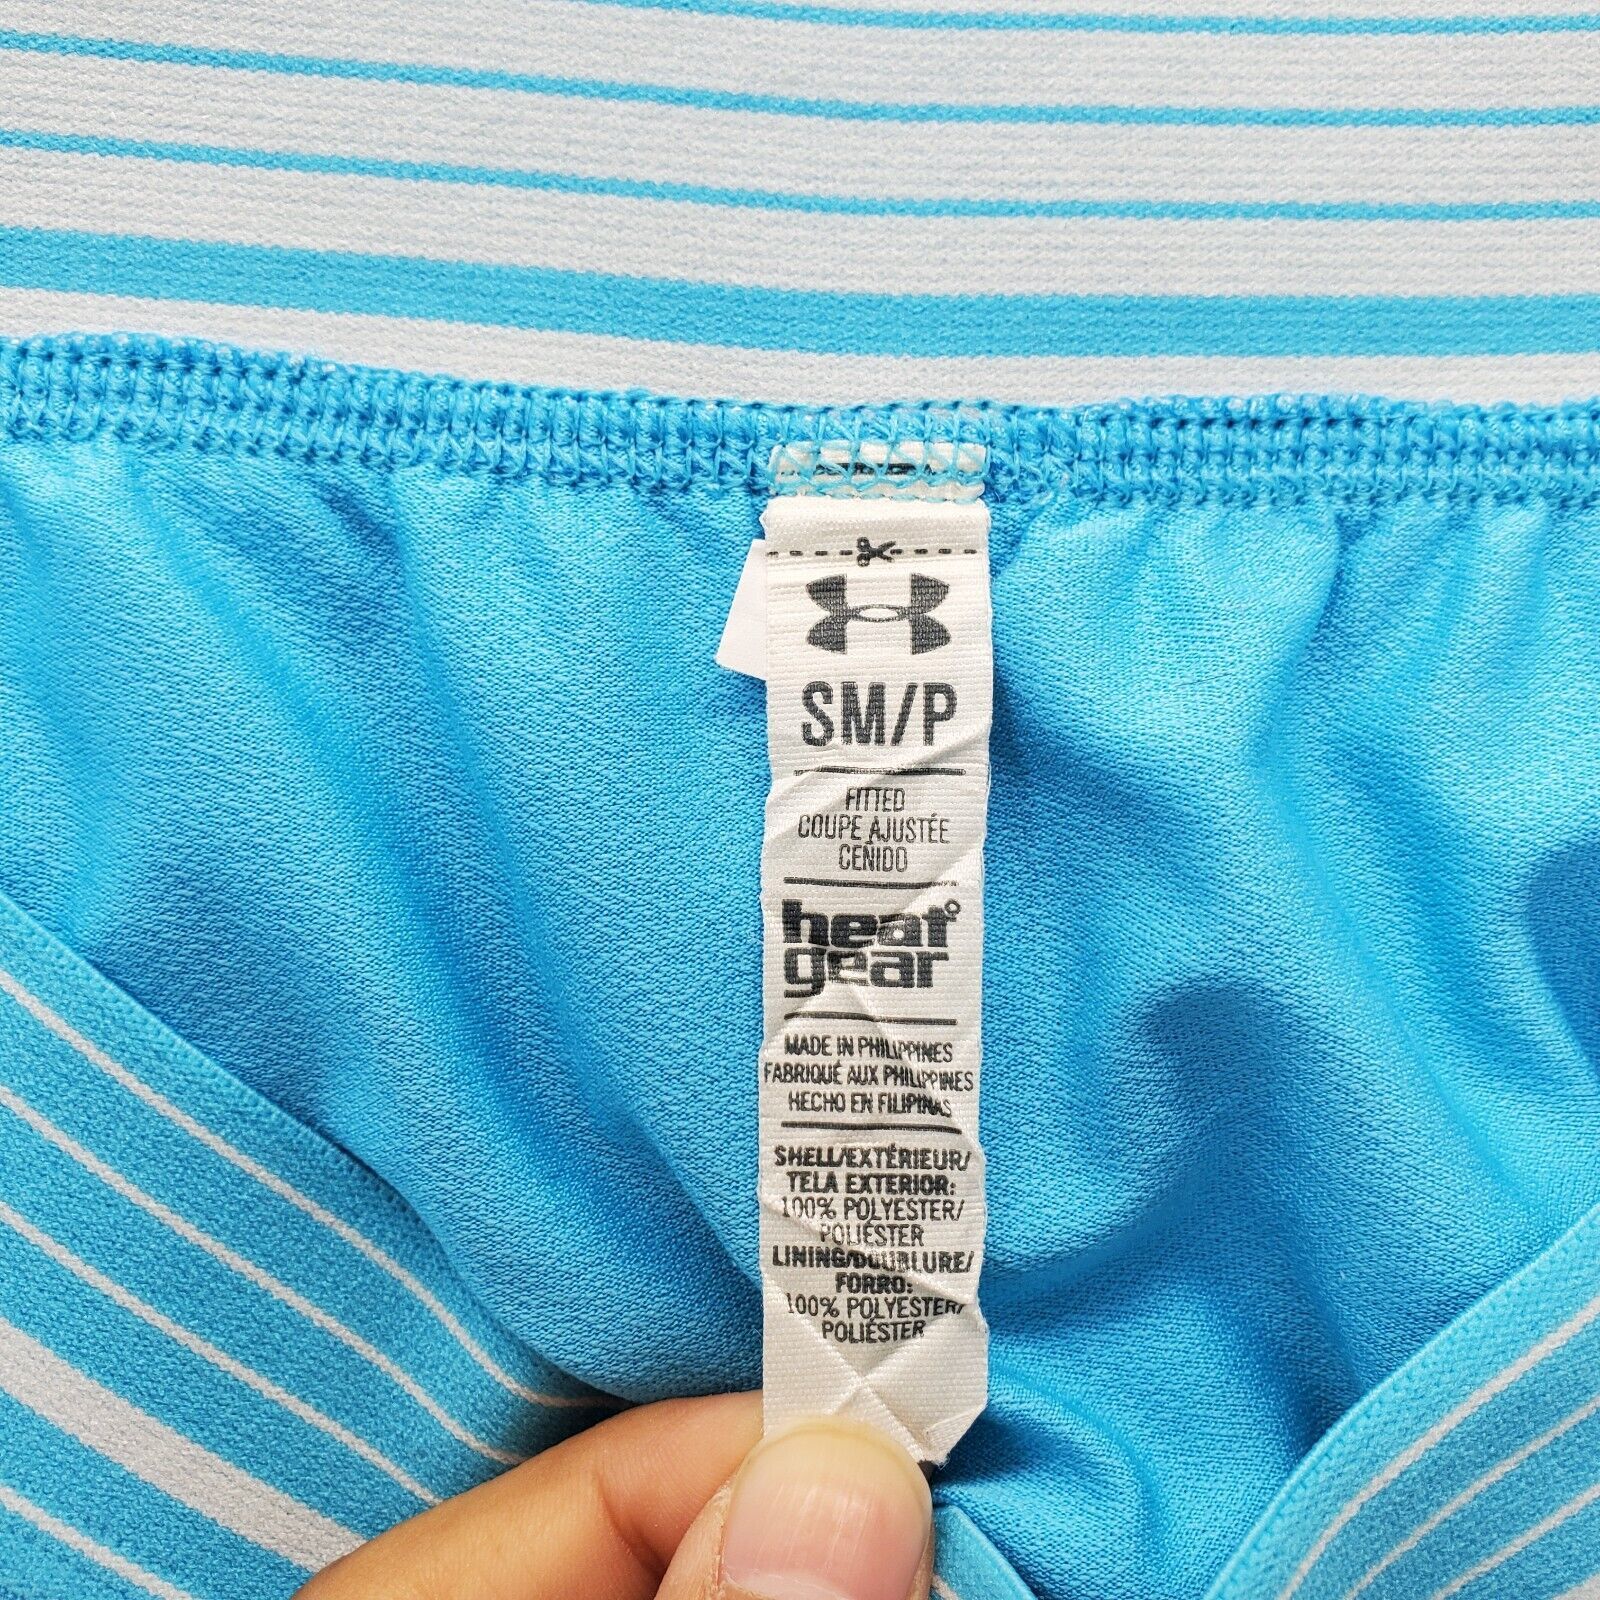 SM/P
FITTED
COUPE AJUSTÉE
CEÑIDO
heat
gear
MADE IN PHILIPPINES
FABRIQUÉ AUX PHILIPPINES
HECHO EN FILIPINAS
SHELL/EXTÉRIEUR/
TELA EXTERIOR:
100% POLYESTER/
POLIÉSTER
LINING/DOUBLURE/
FORRO:
100% POLYESTER/
POLIÉSTER